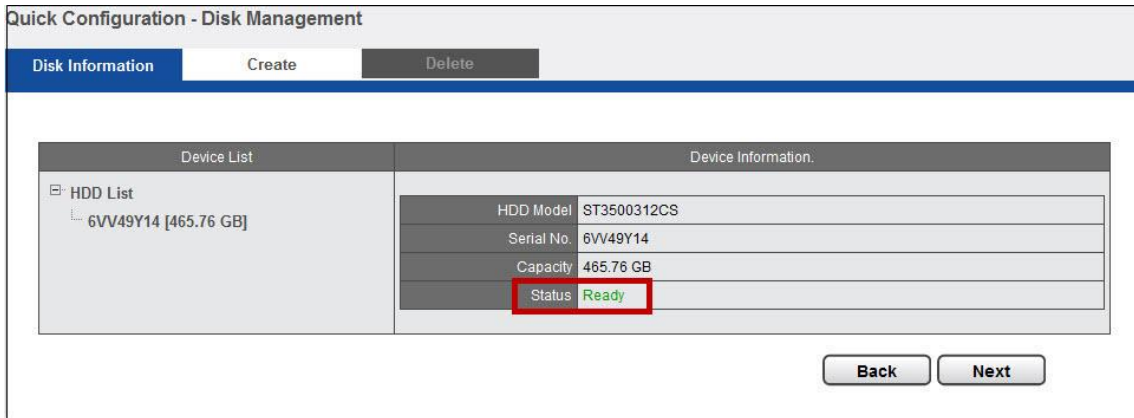 Quick Configuration - Disk Management
Disk Information Create Delete
Device List Device Information.
HDD List
6VV49Y14 [465.76 GB]
HDD Model ST3500312CS
Serial No. 6VV49Y14
Capacity 465.76 GB
Status Ready
Back Next